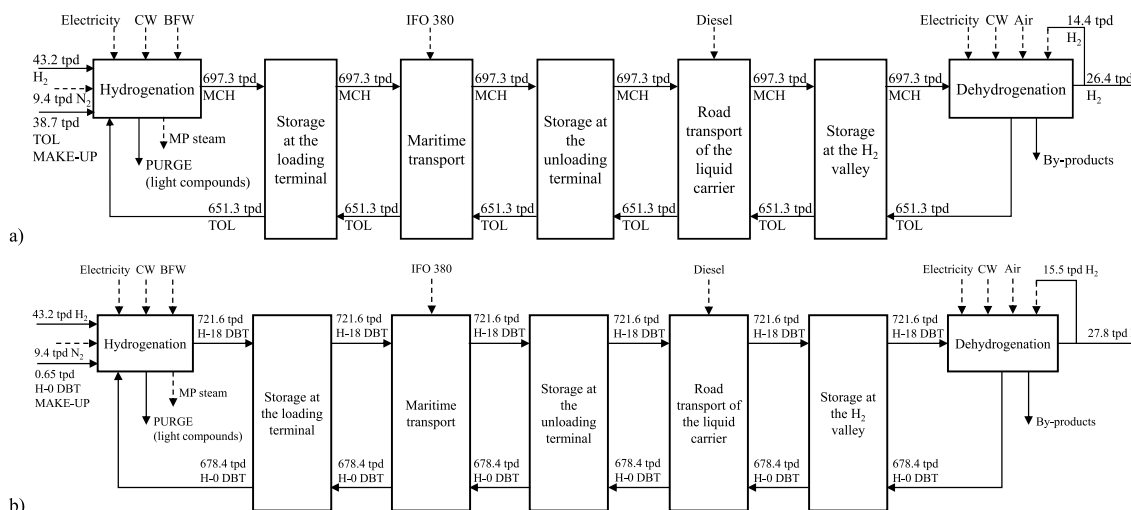 Electricity CW BFW
IFO 380
Diesel
Electricity CW Air
14.4 tpd
H2
43.2 tpd
H2
9.4 tpd N2
38.7 tpd
TOL
MAKE-UP
Hydrogenation
MP steam
PURGE
(light compounds)
697.3 tpd
MCH
Storage
at the
loading
terminal
697.3 tpd
MCH
Maritime
transport
697.3 tpd
MCH
Storage
at the
unloading
terminal
697.3 tpd
MCH
Road
transport
of the
liquid
carrier
697.3 tpd
MCH
Storage
at the H2
valley
697.3 tpd
MCH
Dehydrogenation
26.4 tpd
H2
By-products
651.3 tpd
TOL
651.3 tpd
TOL
651.3 tpd
TOL
651.3 tpd
TOL
651.3 tpd
TOL
651.3 tpd
TOL
a)
Electricity CW BFW
IFO 380
Diesel
Electricity CW Air
15.5 tpd H2
43.2 tpd H2
9.4 tpd N2
0.65 tpd
H-0 DBT
MAKE-UP
Hydrogenation
MP steam
PURGE
(light compounds)
721.6 tpd
H-18 DBT
Storage at
the loading
terminal
721.6 tpd
H-18 DBT
Maritime
transport
721.6 tpd
H-18 DBT
Storage at
the
unloading
terminal
721.6 tpd
H-18 DBT
Road
transport of
the liquid
carrier
721.6 tpd
H-18 DBT
Storage at
the H2
valley
721.6 tpd
H-18 DBT
Dehydrogenation
27.8 tpd
By-products
678.4 tpd
H-0 DBT
678.4 tpd
H-0 DBT
678.4 tpd
H-0 DBT
678.4 tpd
H-0 DBT
678.4 tpd
H-0 DBT
678.4 tpd
H-0 DBT
b)